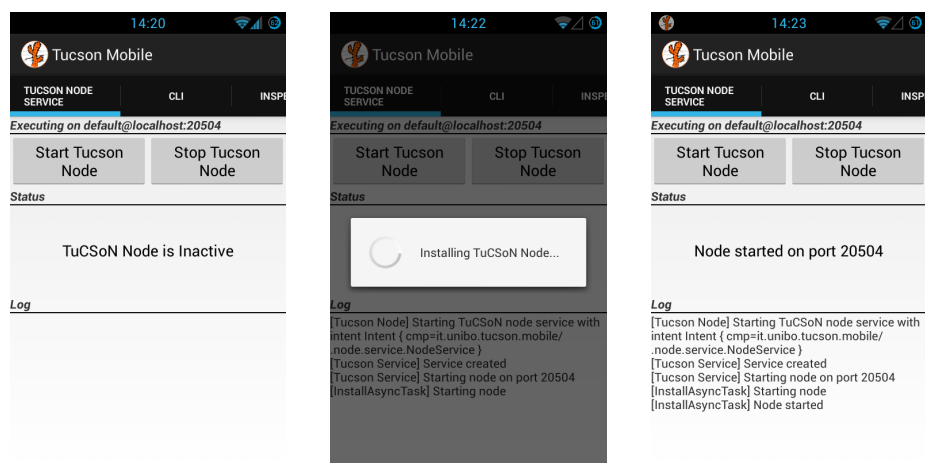 14:20
62
Tucson Mobile
TUCSON NODE
SERVICE
CLI
INSPE
Executing on default@localhost:20504
Start Tucson
Node
Stop Tucson
Node
Status
TuCSoN Node is Inactive
Log
14:22
61
Tucson Mobile
TUCSON NODE
SERVICE
CLI
INSPE
Executing on default@localhost:20504
Start Tucson
Node
Stop Tucson
Node
Status
Installing TuCSoN Node...
Log
[Tucson Node] Starting TuCSoN node service with
intent Intent { cmp=it.unibo.tucson.mobile/
.node.service.NodeService }
[Tucson Service] Service created
[Tucson Service] Starting node on port 20504
[InstallAsyncTask] Starting node
14:23
61
Tucson Mobile
TUCSON NODE
SERVICE
CLI
INSP
Executing on default@localhost:20504
Start Tucson
Node
Stop Tucson
Node
Status
Node started on port 20504
Log
[Tucson Node] Starting TuCSoN node service with
intent Intent { cmp=it.unibo.tucson.mobile/
.node.service.NodeService }
[Tucson Service] Service created
[Tucson Service] Starting node on port 20504
[InstallAsyncTask] Starting node
[InstallAsyncTask] Node started